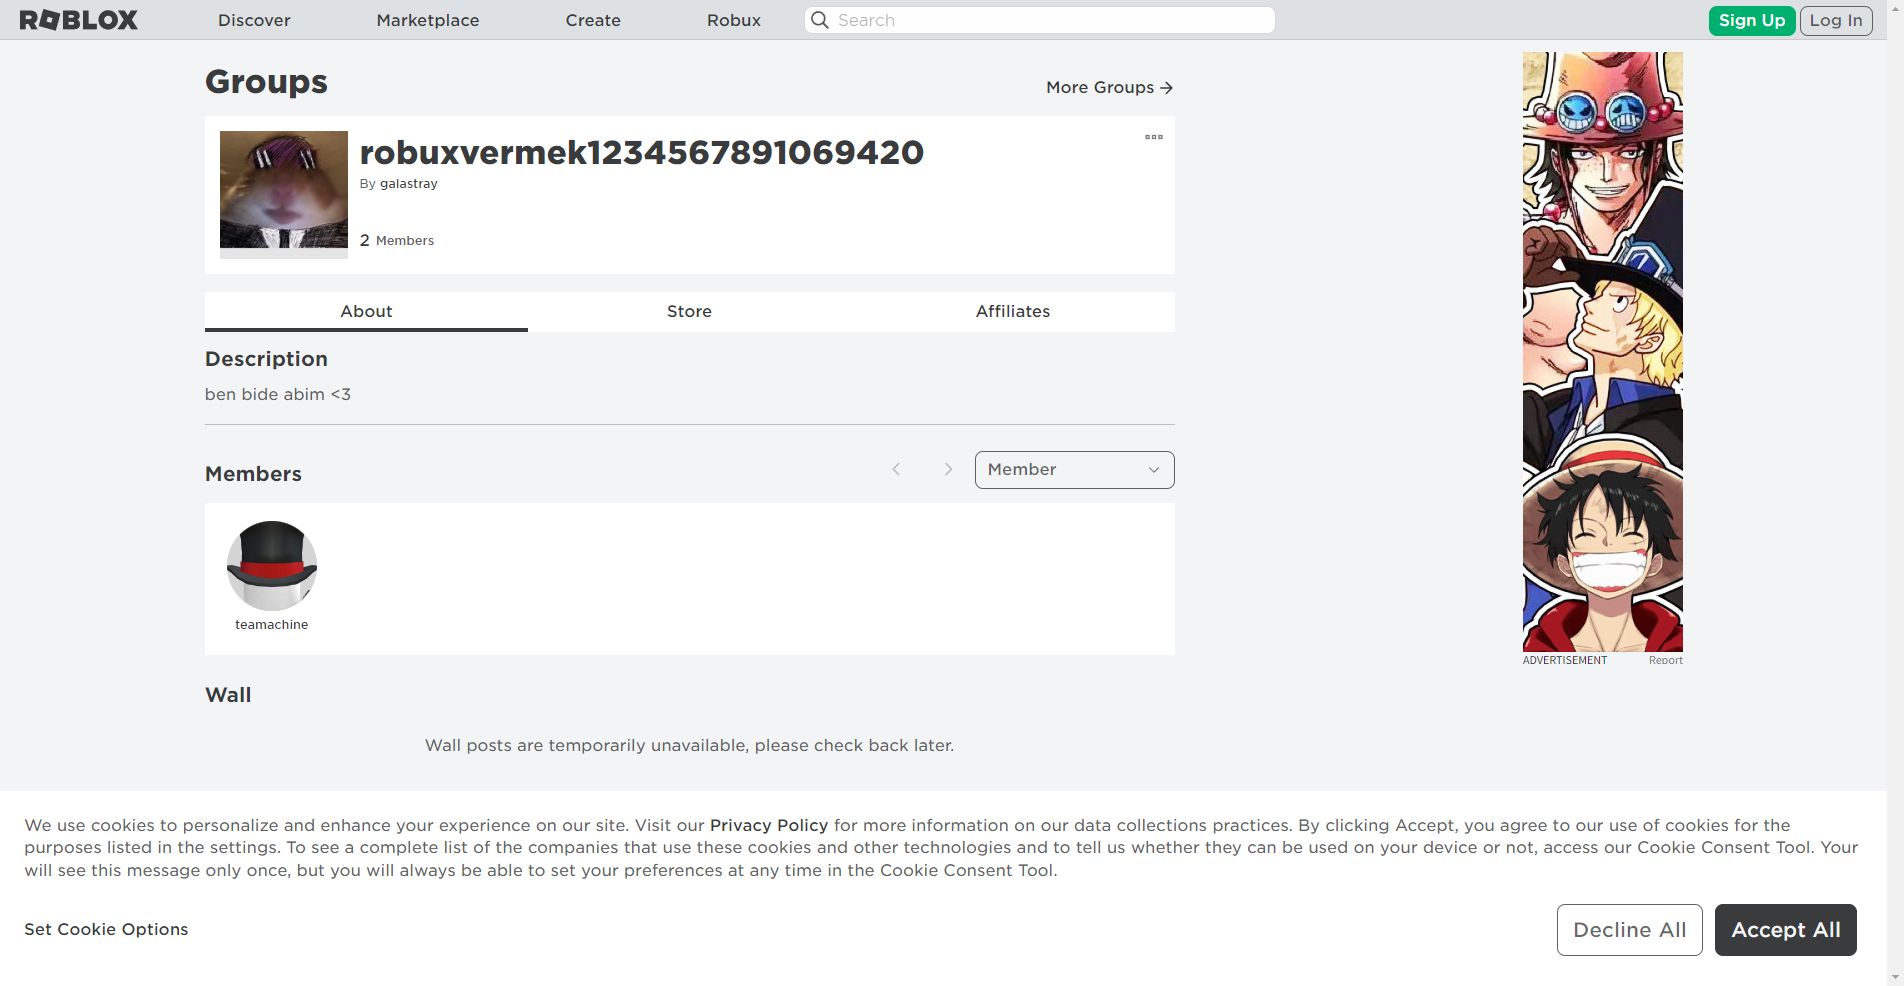 ROBLOX Discover Marketplace Create Robux Search Sign Up Log In
Groups
More Groups
robuxvermek1234567891069420
By galastray
2 Members
About Store Affiliates
Description
ben bide abim <3
Members
Member
teamachine
ADVERTISEMENT Report
Wall
Wall posts are temporarily unavailable, please check back later.
We use cookies to personalize and enhance your experience on our site. Visit our Privacy Policy for more information on our data collections practices. By clicking Accept, you agree to our use of cookies for the
purposes listed in the settings. To see a complete list of the companies that use these cookies and other technologies and to tell us whether they can be used on your device or not, access our Cookie Consent Tool. Your
will see this message only once, but you will always be able to set your preferences at any time in the Cookie Consent Tool.
Set Cookie Options
Decline All
Accept All